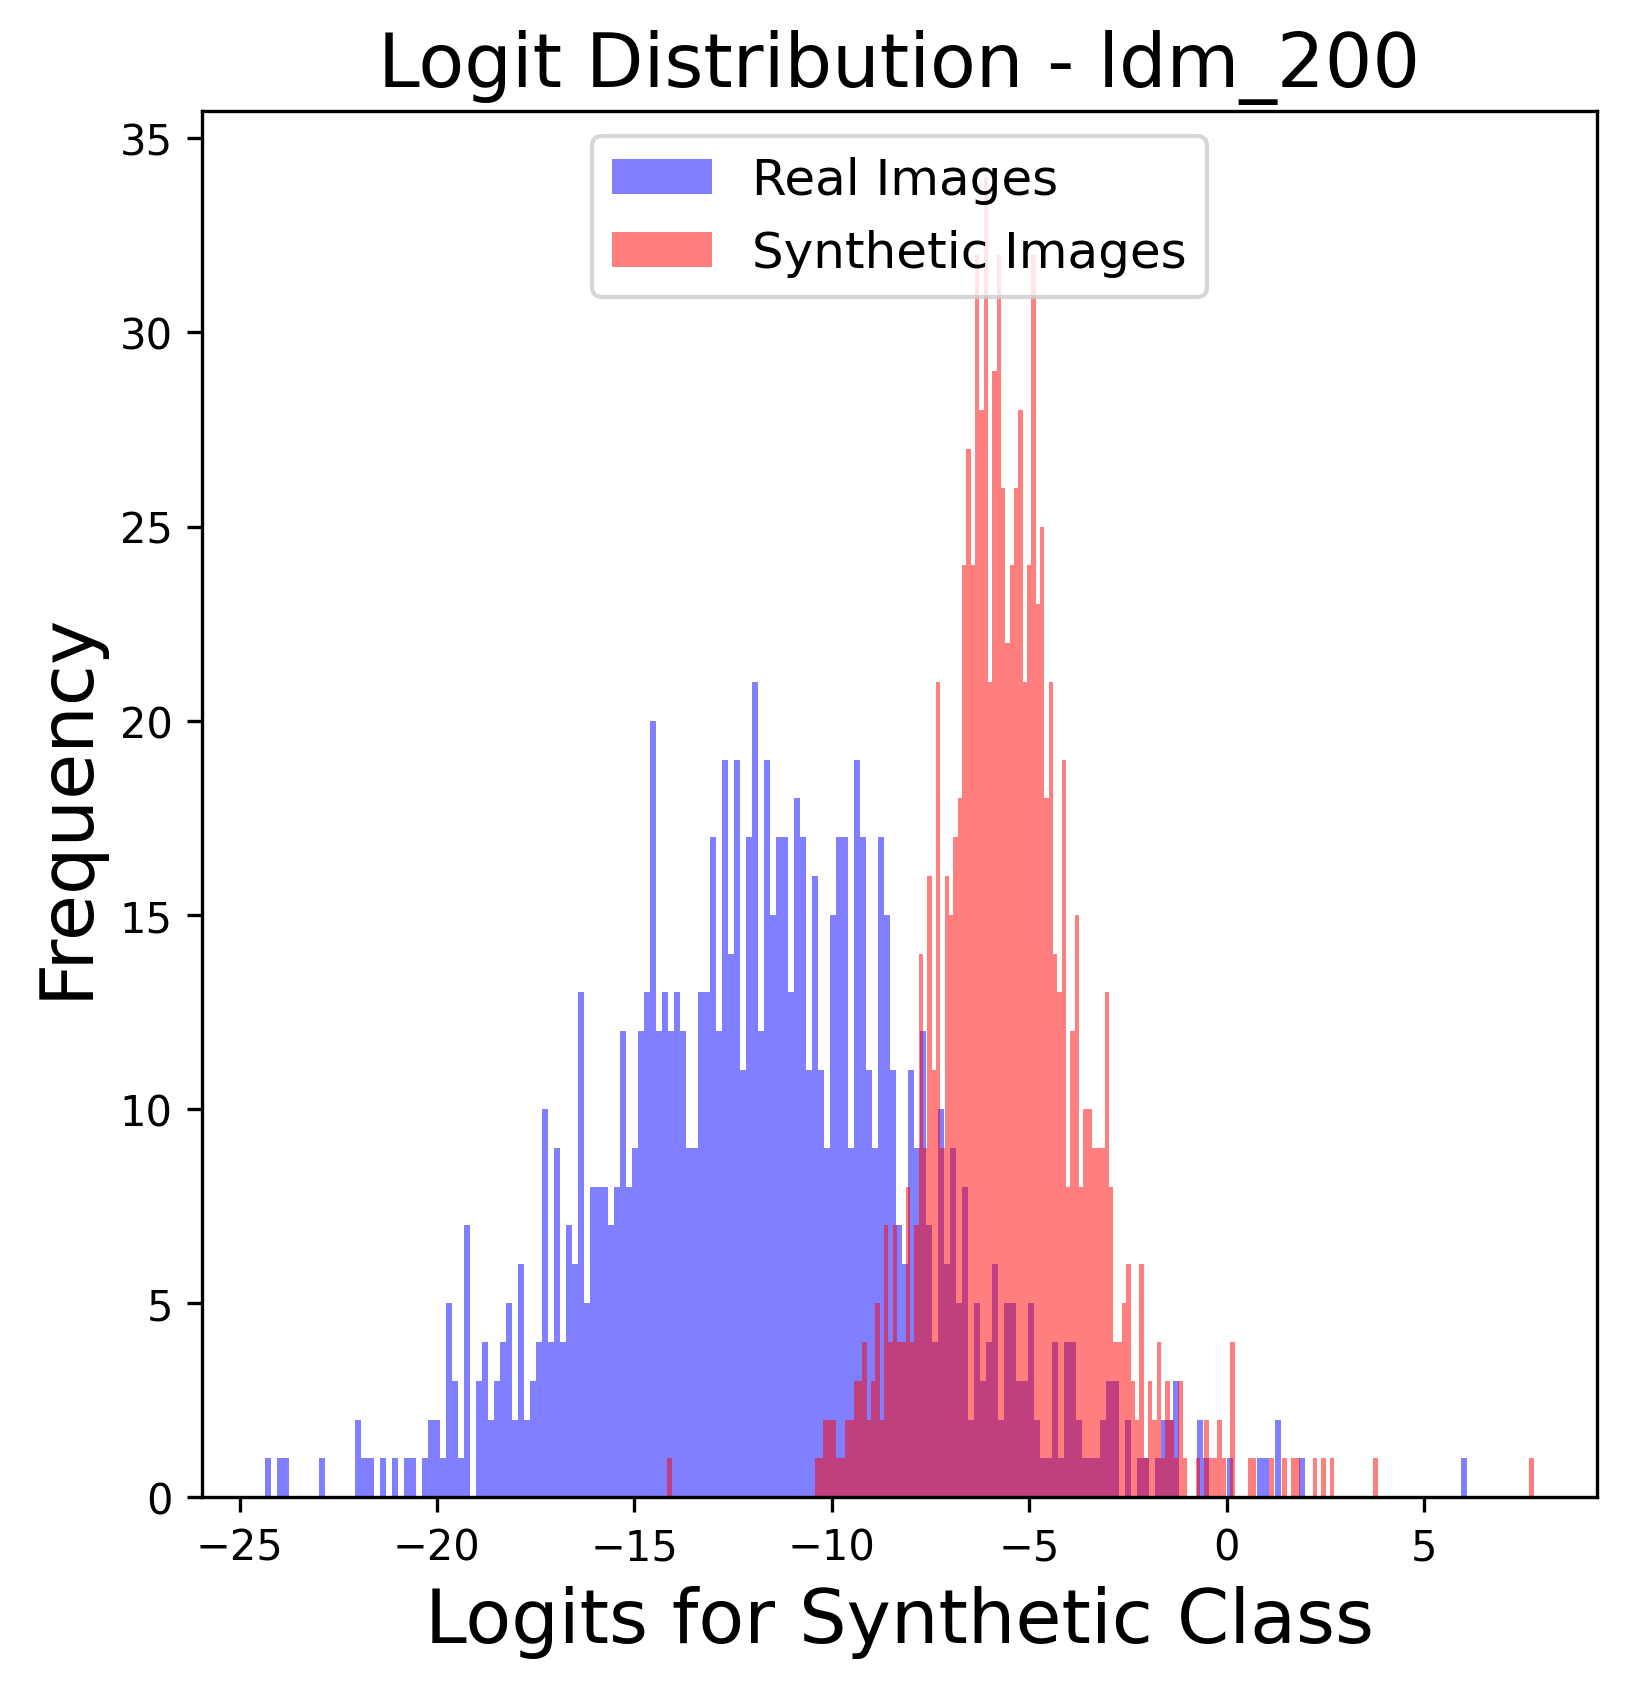 Logit Distribution - ldm_200
Real Images
Synthetic Images
35
30
25
20
15
10
5
0
Frequency
−25 −20 −15 −10 −5 0 5
Logits for Synthetic Class